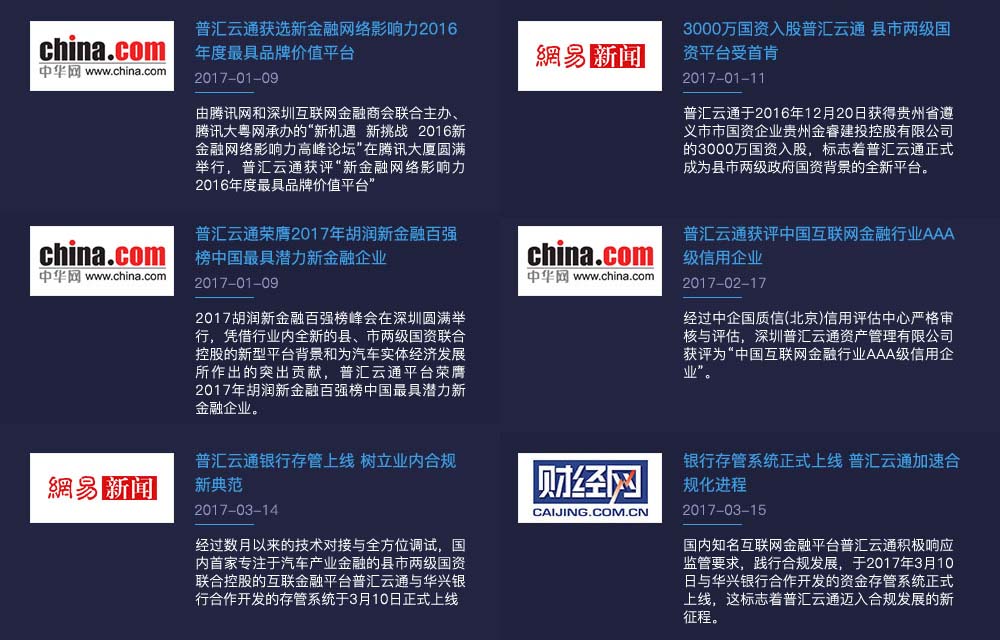 china.com
中华网 www.china.com
普汇云通获选新金融网络影响力2016
年度最具品牌价值平台
2017-01-09
由腾讯网和深圳互联网金融商会联合主办、
腾讯大粤网承办的“新机遇 新挑战 2016新
金融网络影响力高峰论坛”在腾讯大厦圆满
举行，普汇云通获评“新金融网络影响力
2016年度最具品牌价值平台”
網易新闻
3000万国资入股普汇云通 县市两级国
资平台受首肯
2017-01-11
普汇云通于2016年12月20日获得贵州省遵
义市市国资企业贵州金睿建投控股有限公司
的3000万国资入股，标志着普汇云通正式
成为县市两级政府国资背景的全新平台。
china.com
中华网 www.china.com
普汇云通荣膺2017年胡润新金融百强
榜中国最具潜力新金融企业
2017-01-09
2017胡润新金融百强榜峰会在深圳圆满举
行，凭借行业内全新的县、市两级国资联合
控股的新型平台背景和为汽车实体经济发展
所作出的突出贡献，普汇云通平台荣膺
2017年胡润新金融百强榜中国最具潜力新
金融企业。
china.com
中华网 www.china.com
普汇云通获评中国互联网金融行业AAA
级信用企业
2017-02-17
经过中企国质信(北京)信用评估中心严格审
核与评估，深圳普汇云通资产管理有限公司
获评为“中国互联网金融行业AAA级信用企
业”。
網易新闻
普汇云通银行存管上线 树立业内合规
新典范
2017-03-14
经过数月以来的技术对接与全方位调试，国
内首家专注于汽车产业金融的县市两级国资
联合控股的互联金融平台普汇云通与华兴银
行合作开发的存管系统于3月10日正式上线
财经网
CAIJING.COM.CN
银行存管系统正式上线 普汇云通加速合
规化进程
2017-03-15
国内知名互联网金融平台普汇云通积极响应
监管要求，践行合规发展，于2017年3月10
日与华兴银行合作开发的资金存管系统正式
上线，这标志着普汇云通迈入合规发展的新
征程。